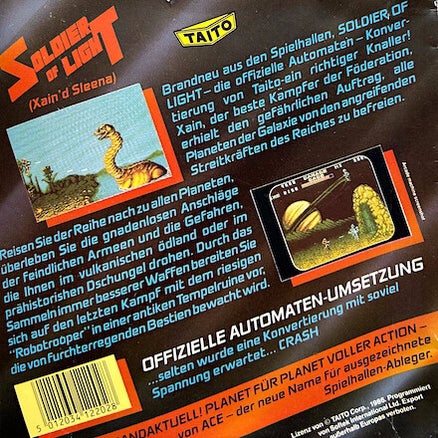 SOLDIER
OF LIGHT
(Xain'd Sleena)
TAITO
Brandneu aus den Spielhallen, SOLDIER OF
LIGHT – die offizielle Automaten – Konver-
tierung von Taito-ein richtiger Knaller!
Xain, der beste Kämpfer der Föderation,
erhielt den gefährlichen Auftrag, alle
Planeten der Galaxie von den angreifenden
Streitkräften des Reiches zu befreien.
Reisen Sie der Reihe nach zu allen Planeten,
überleben Sie die gnadenlosen Anschläge
der feindlichen Armeen und die Gefahren,
die Ihnen im vulkanischen ödland oder im
prähistorischen Dschungel drohen. Durch das
Sammeln immer besserer Waffen bereiten Sie
sich auf den letzten Kampf mit dem riesigen
"Robotrooper" in einer antiken Tempelruine vor,
die von furchterregenden Bestien bewacht wird.
OFFIZIELLE AUTOMATEN-UMSETZUNG
...selten wurde eine Konvertierung mit soviel
Spannung erwartet... CRASH
5 012034 122028
ANDAKTUELL! PLANET FÜR PLANET VOLLER ACTION –
von ACE – der neue Name für ausgezeichnete
Spielhallen-Ableger.
Lizenz von © TAITO Corp., 1986. Programmiert
von Softek International Ltd. Export
außerhalb Europas verboten.